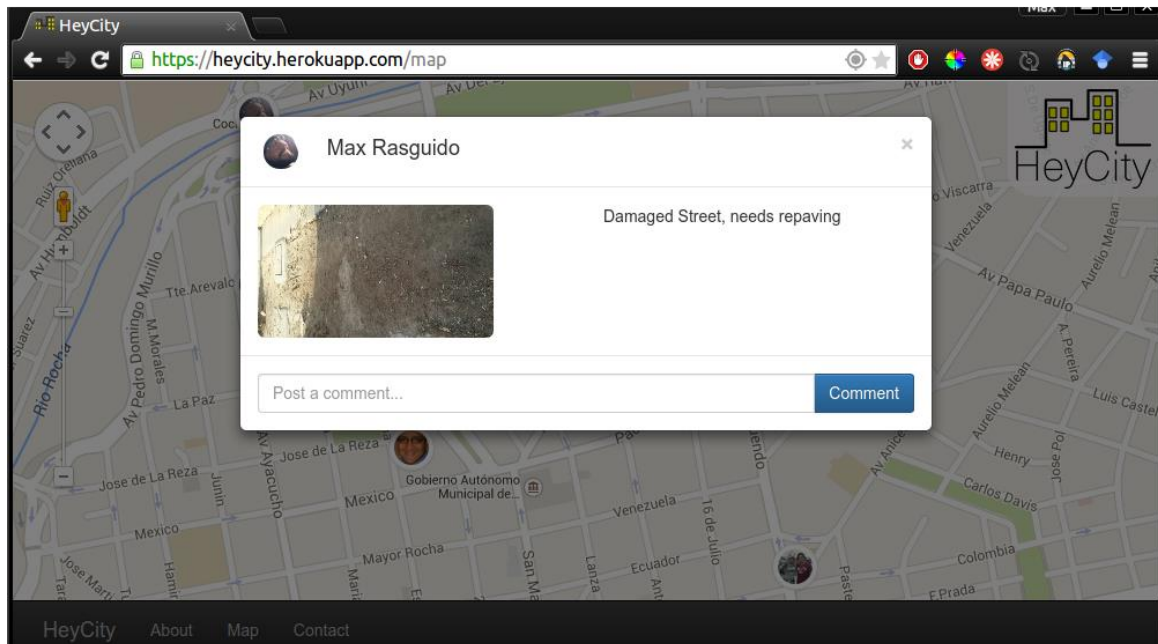 Max
HeyCity
https://heycity.herokuapp.com/map
Av Uyuni
HeyCity
Max Rasguido
Damaged Street, needs repaving
Post a comment...
Comment
Ruiz Orellana
Av Humboldt
Tte.Arevalo
Av Pedro Domingo Murillo
M.Morales
Rio Rocha
La Paz
Viscarra
Venezuela
Aurelio Melean
Av Papa Paulo
A. Pereira
Aurelio Melean
Luis Castel
Jose de La Reza
Av Ayacucho
Jose de La Reza
Junin
Gobierno Autónomo
Municipal de...
Mexico
Mexico
Venezuela
16 de Julio
Henry
Jose Pol
Carlos Davis
Mayor Rocha
Lanza
Ecuador
Colombia
F.Prada
San Ma
Jose Mart
HeyCity
About
Map
Contact